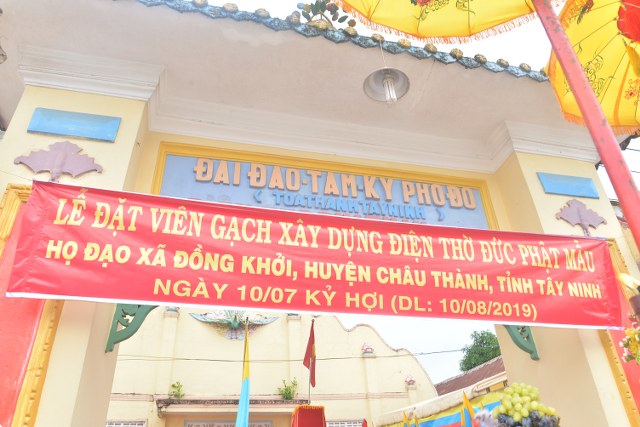 ĐẠI ĐẠO·TAM·KỲ PHỔ ĐỘ
( TOÀ THÁNH TÂY NINH )
LỄ ĐẶT VIÊN GẠCH XÂY DỰNG ĐIỆN THỜ ĐỨC PHẬT MẪU
HỌ ĐẠO XÃ ĐỒNG KHỞI, HUYỆN CHÂU THÀNH, TỈNH TÂY NINH
NGÀY 10/07 KỶ HỢI (DL: 10/08/2019)